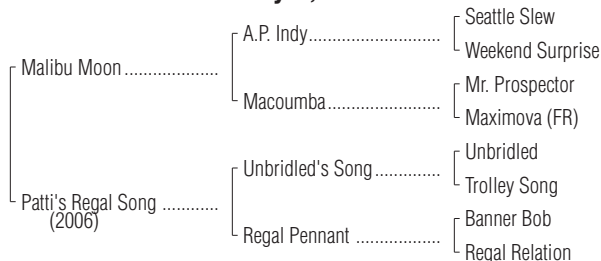 Seattle Slew
A.P. Indy
Weekend Surprise
Malibu Moon
Mr. Prospector
Macoumba
Maximova (FR)
Unbridled
Unbridled's Song
Trolley Song
Patti's Regal Song
(2006)
Banner Bob
Regal Pennant
Regal Relation